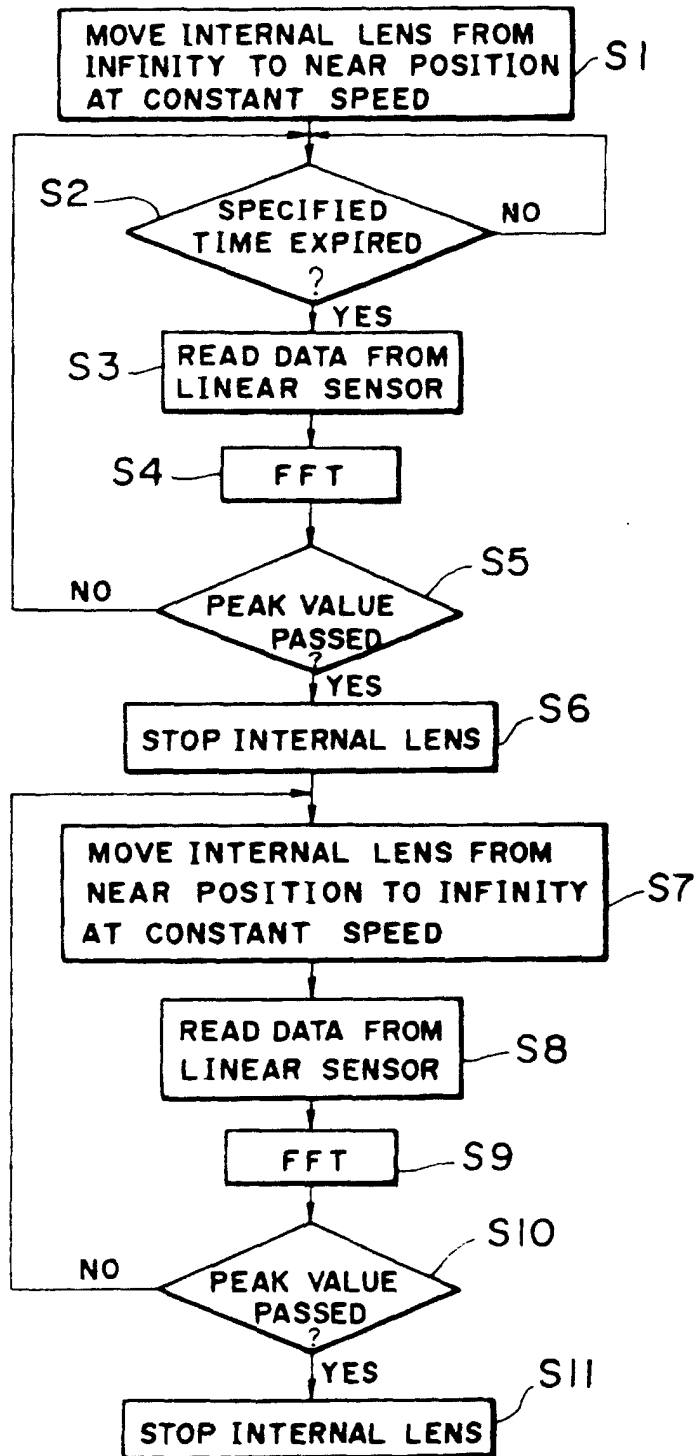 MOVE INTERNAL LENS FROM
INFINITY TO NEAR POSITION
AT CONSTANT SPEED
S1
S2
SPECIFIED
TIME EXPIRED
?
NO
YES
S3
READ DATA FROM
LINEAR SENSOR
S4
FFT
S5
NO
PEAK VALUE
PASSED
?
YES
S6
STOP INTERNAL LENS
MOVE INTERNAL LENS FROM
NEAR POSITION TO INFINITY
AT CONSTANT SPEED
S7
READ DATA FROM
LINEAR SENSOR
S8
FFT
S9
S10
NO
PEAK VALUE
PASSED
?
YES
S11
STOP INTERNAL LENS